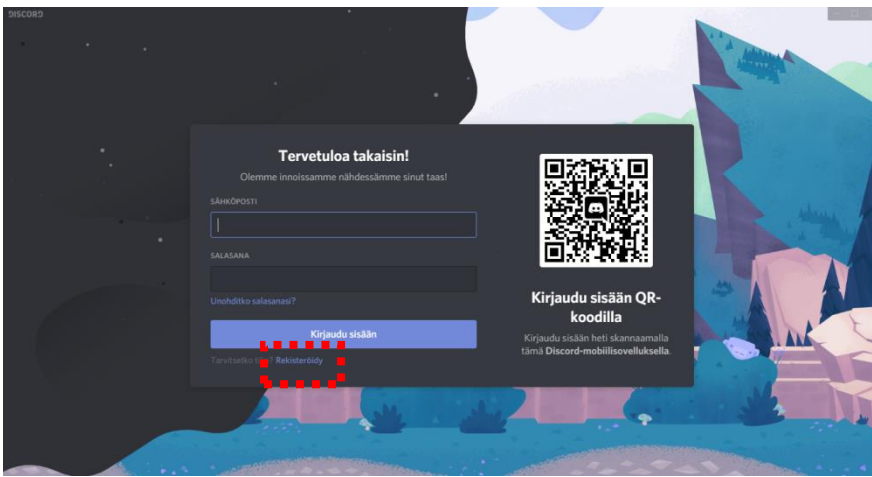 DISCORD
Tervetuloa takaisin!
Olemme innoissamme nähdessämme sinut taas!
SÄHKÖPOSTI
SALASANA
Unohditko salasanasi?
Kirjaudu sisään
Tarvitsetko ? Rekisteröidy
Kirjaudu sisään QR-
koodilla
Kirjaudu sisään heti skannaamalla
tämä Discord-mobiilisovelluksella.